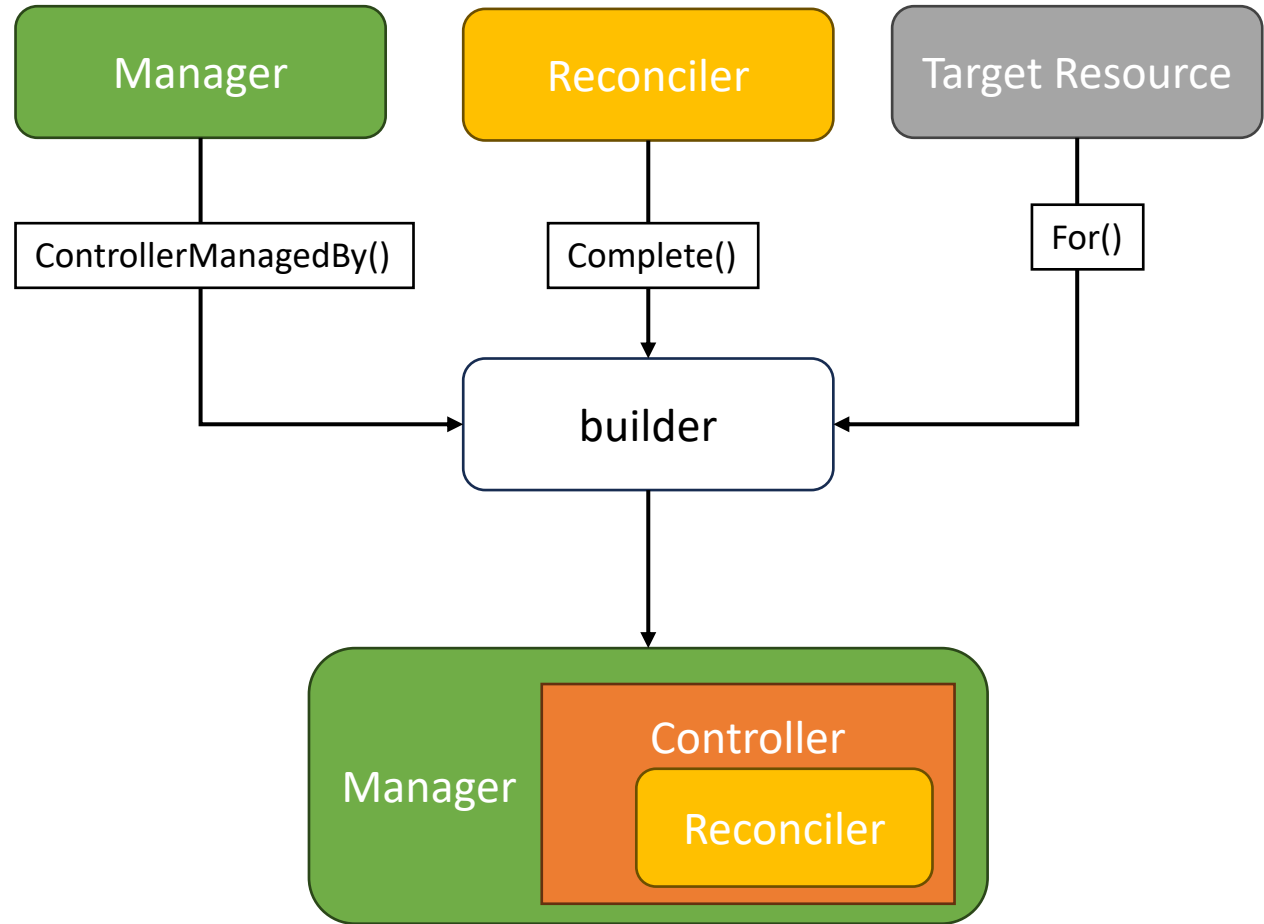 Manager
Reconciler
Target Resource
ControllerManagedBy()
Complete()
For()
builder
Controller
Manager
Reconciler